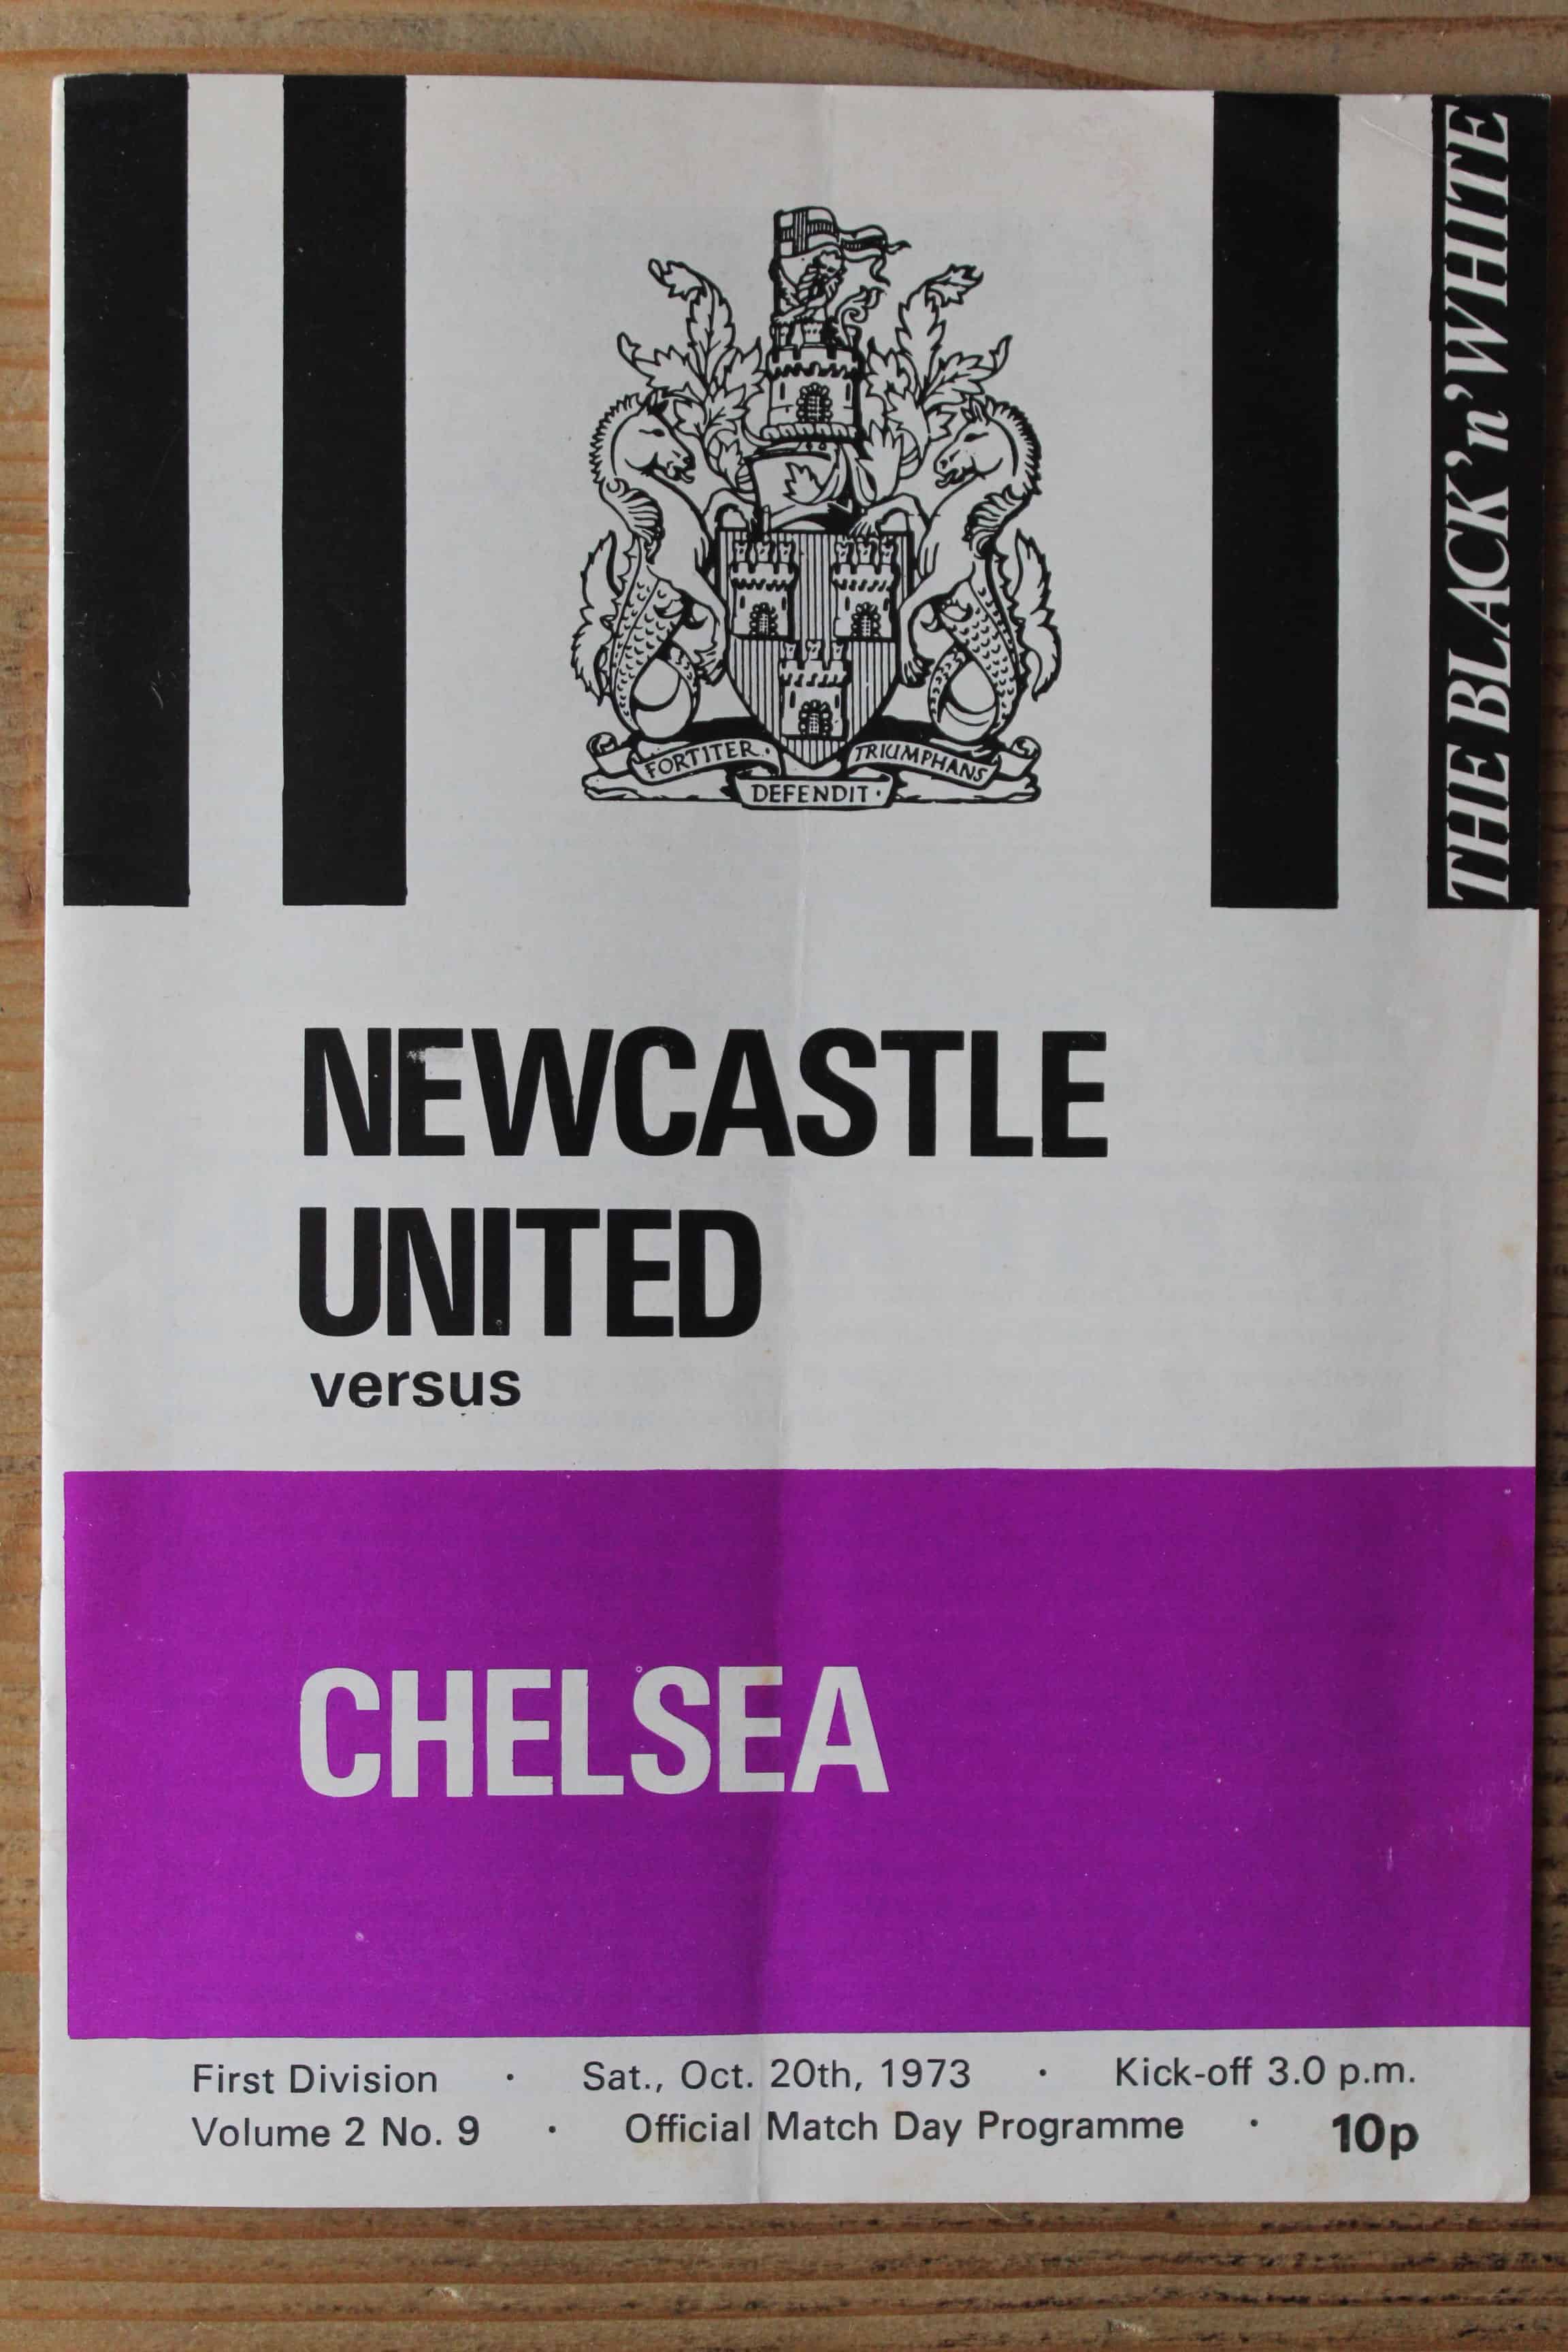 THE BLACK 'n' WHITE
FORTITER · TRIUMPHANS
DEFENDIT ·
NEWCASTLE
UNITED
versus
CHELSEA
First Division · Sat., Oct. 20th, 1973 · Kick-off 3.0 p.m.
Volume 2 No. 9 · Official Match Day Programme · 10p